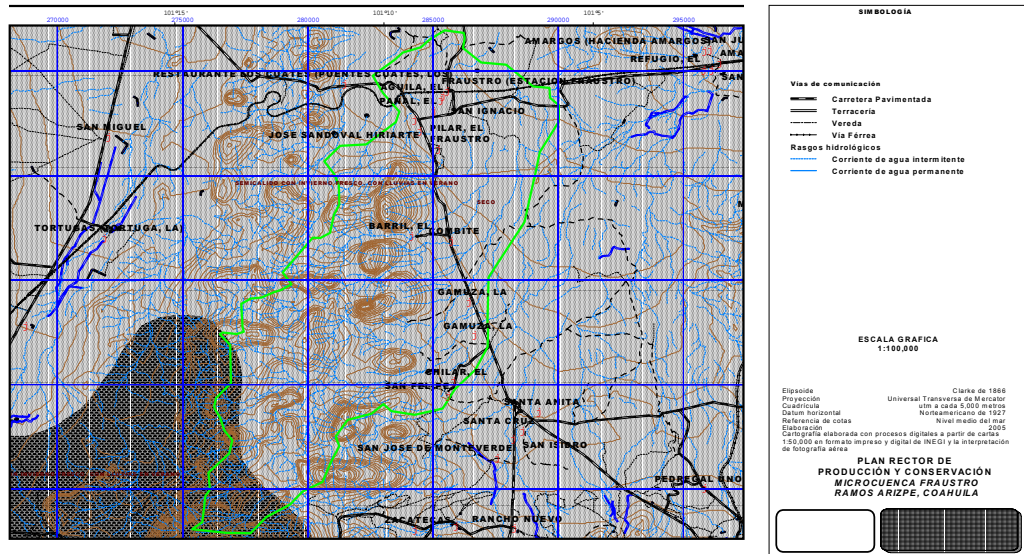 101°15"
101°10"
101°5"
270000
275000
280000
285000
290000
295000
AMARGOS (HACIENDA AMARGOS)
REFUGIO, EL
RESTAURANTE LOS CUATES (PUENTES CUATES, LOS)
FRAUSTRO (ESTACION FRAUSTRO)
AGUILA, EL
PAÑAL, EL
SAN IGNACIO
SAN MIGUEL
JOSE SANDOVAL HIRIARTE
PILAR, EL
FRAUSTRO
SEMICALIDO CON INVIERNO FRESCO, CON LLUVIAS EN VERANO
SECO
TORTUGAS (TORTUGA, LA)
BARRIL, EL
COMBITE
GAMUZA, LA
GAMUZA, LA
CHILAR, EL
SAN FELIPE
SANTA ANITA
SANTA CRUZ
SAN JOSE DE MONTEVERDE
SAN ISIDRO
PEDREGAL UNO
ZACATECAS
RANCHO NUEVO
SIMBOLOGÍA
Vías de comunicación
Carretera Pavimentada
Terracería
Vereda
Vía Férrea
Rasgos hidrológicos
Corriente de agua intermitente
Corriente de agua permanente
ESCALA GRAFICA
1:100,000
Elipsoide Clarke de 1866
Proyección Universal Transversa de Mercator
Cuadrícula utm a cada 5,000 metros
Datum horizontal Norteamericano de 1927
Referencia de cotas Nivel medio del mar
Elaboración 2005
Cartografía elaborada con procesos digitales a partir de cartas
1:50,000 en formato impreso y digital de INEGI y la interpretación
de fotografía aérea
PLAN RECTOR DE
PRODUCCIÓN Y CONSERVACIÓN
MICROCUENCA FRAUSTRO
RAMOS ARIZPE, COAHUILA